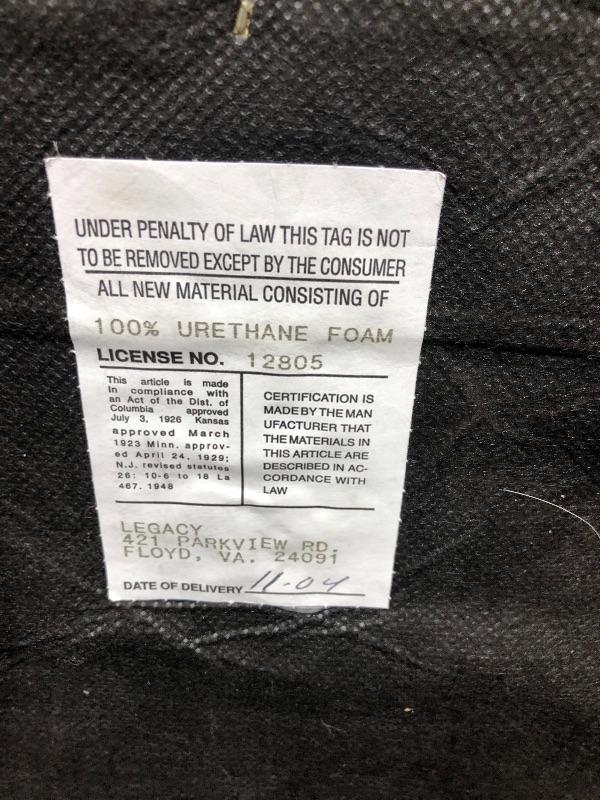 UNDER PENALTY OF LAW THIS TAG IS NOT
TO BE REMOVED EXCEPT BY THE CONSUMER
ALL NEW MATERIAL CONSISTING OF
100% URETHANE FOAM
LICENSE NO. 12805
This article is made
In compliance with
an Act of the Dist. of
Columbia approved
July 3, 1926 Kansas
approved March
1923 Minn. approv-
ed April 24, 1929;
N.J. revised statutes
26: 10-6 to 18 La
467. 1948
CERTIFICATION IS
MADE BY THE MAN
UFACTURER THAT
THE MATERIALS IN
THIS ARTICLE ARE
DESCRIBED IN AC-
CORDANCE WITH
LAW
LEGACY
421 PARKVIEW RD.
FLOYD, VA. 24091
DATE OF DELIVERY 11-04